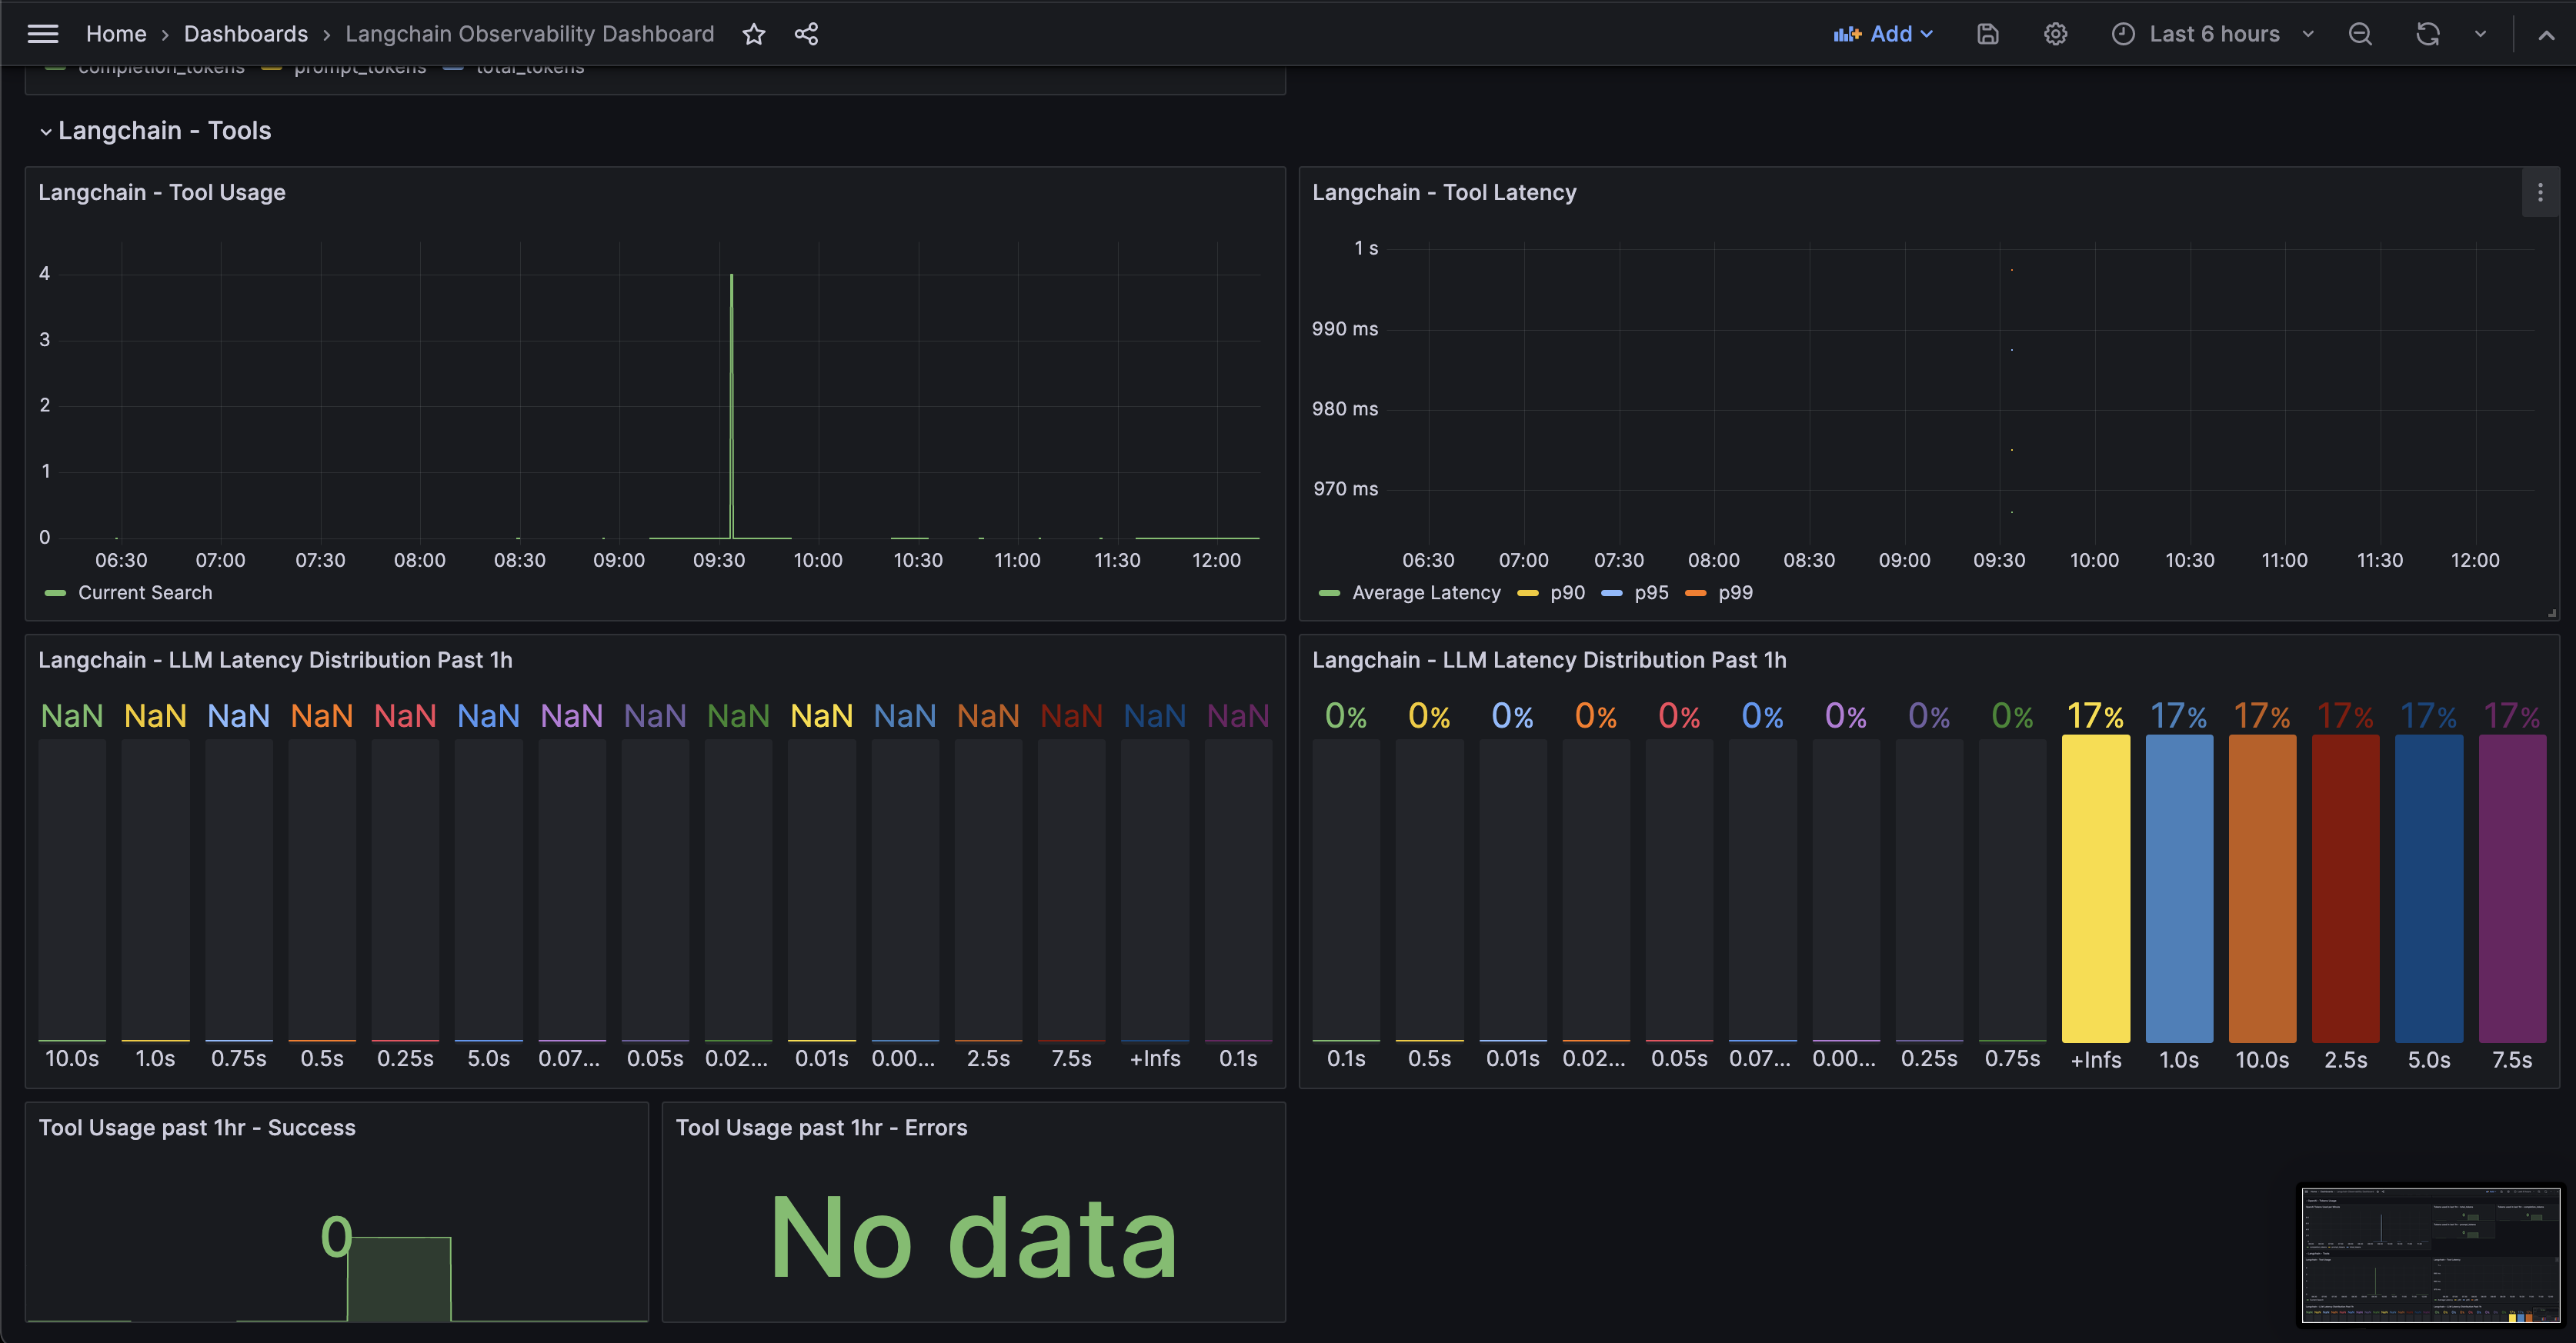 Home › Dashboards › Langchain Observability Dashboard
Add
Last 6 hours
completion_tokens prompt_tokens total_tokens
Langchain - Tools
Langchain - Tool Usage
4
3
2
1
0
06:30 07:00 07:30 08:00 08:30 09:00 09:30 10:00 10:30 11:00 11:30 12:00
Current Search
Langchain - Tool Latency
1 s
990 ms
980 ms
970 ms
06:30 07:00 07:30 08:00 08:30 09:00 09:30 10:00 10:30 11:00 11:30 12:00
Average Latency p90 p95 p99
Langchain - LLM Latency Distribution Past 1h
NaN NaN NaN NaN NaN NaN NaN NaN NaN NaN NaN NaN NaN NaN NaN
10.0s 1.0s 0.75s 0.5s 0.25s 5.0s 0.07... 0.05s 0.02... 0.01s 0.00... 2.5s 7.5s +Infs 0.1s
Langchain - LLM Latency Distribution Past 1h
0% 0% 0% 0% 0% 0% 0% 0% 0% 17% 17% 17% 17% 17% 17%
0.1s 0.5s 0.01s 0.02... 0.05s 0.07... 0.00... 0.25s 0.75s +Infs 1.0s 10.0s 2.5s 5.0s 7.5s
Tool Usage past 1hr - Success
0
Tool Usage past 1hr - Errors
No data